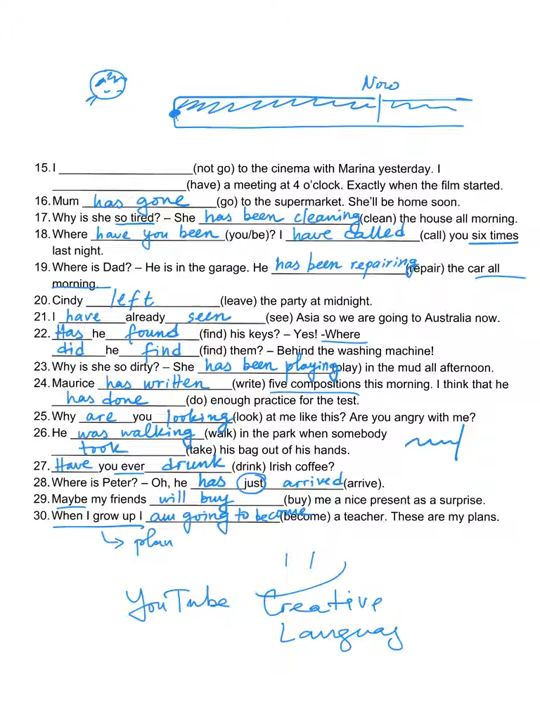 Now
15. I ______ (not go) to the cinema with Marina yesterday. I
______ (have) a meeting at 4 o'clock. Exactly when the film started.
16. Mum has gone (go) to the supermarket. She'll be home soon.
17. Why is she so tired? – She has been cleaning (clean) the house all morning.
18. Where have you been (you/be)? I have called (call) you six times
last night.
19. Where is Dad? – He is in the garage. He has been repairing (repair) the car all
morning.
20. Cindy left (leave) the party at midnight.
21. I have already seen (see) Asia so we are going to Australia now.
22. Has he found (find) his keys? – Yes! -Where
did he find (find) them? – Behind the washing machine!
23. Why is she so dirty? – She has been playing (play) in the mud all afternoon.
24. Maurice has written (write) five compositions this morning. I think that he
has done (do) enough practice for the test.
25. Why are you looking (look) at me like this? Are you angry with me?
26. He was walking (walk) in the park when somebody
took (take) his bag out of his hands.
27. Have you ever drunk (drink) Irish coffee?
28. Where is Peter? – Oh, he has just arrived (arrive).
29. Maybe my friends will buy (buy) me a nice present as a surprise.
30. When I grow up I am going to become (become) a teacher. These are my plans.
plan
YouTube Creative
Languag